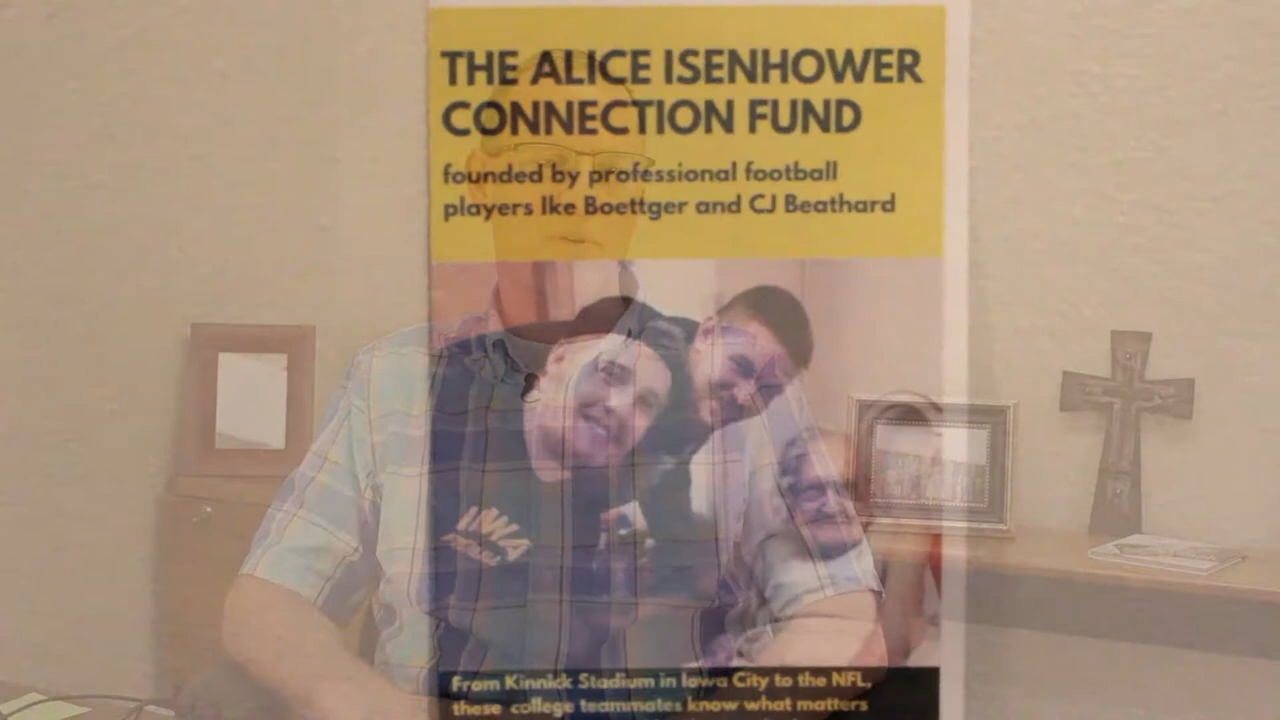 THE ALICE ISENHOWER
CONNECTION FUND
founded by professional football
players Ike Boettger and CJ Beathard
From Kinnick Stadium in Iowa City to the NFL,
these college teammates know what matters